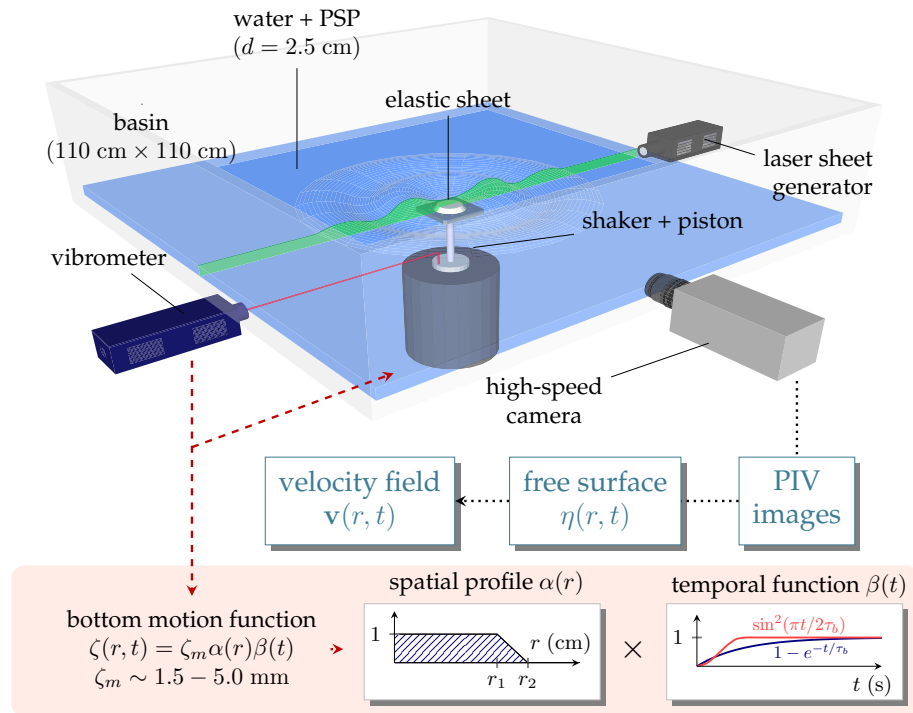 water + PSP
(d = 2.5 cm)
elastic sheet
basin
(110 cm × 110 cm)
laser sheet
generator
shaker + piston
vibrometer
high-speed
camera
velocity field
v(r, t)
free surface
η(r, t)
PIV
images
spatial profile α(r)
temporal function β(t)
bottom motion function
ζ(r, t) = ζₘα(r)β(t)
ζₘ ∼ 1.5 − 5.0 mm
1
r (cm)
r₁
r₂
×
1
sin²(πt/2τ_b)
1 − e^{−t/τ_b}
t (s)